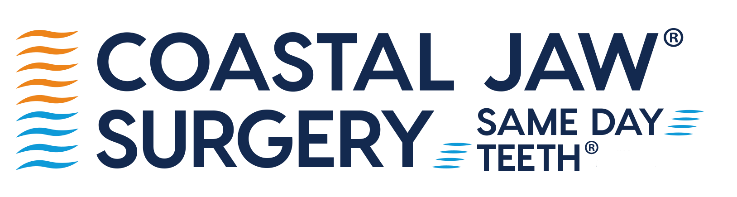 COASTAL JAW®
SURGERY
SAME DAY
TEETH®